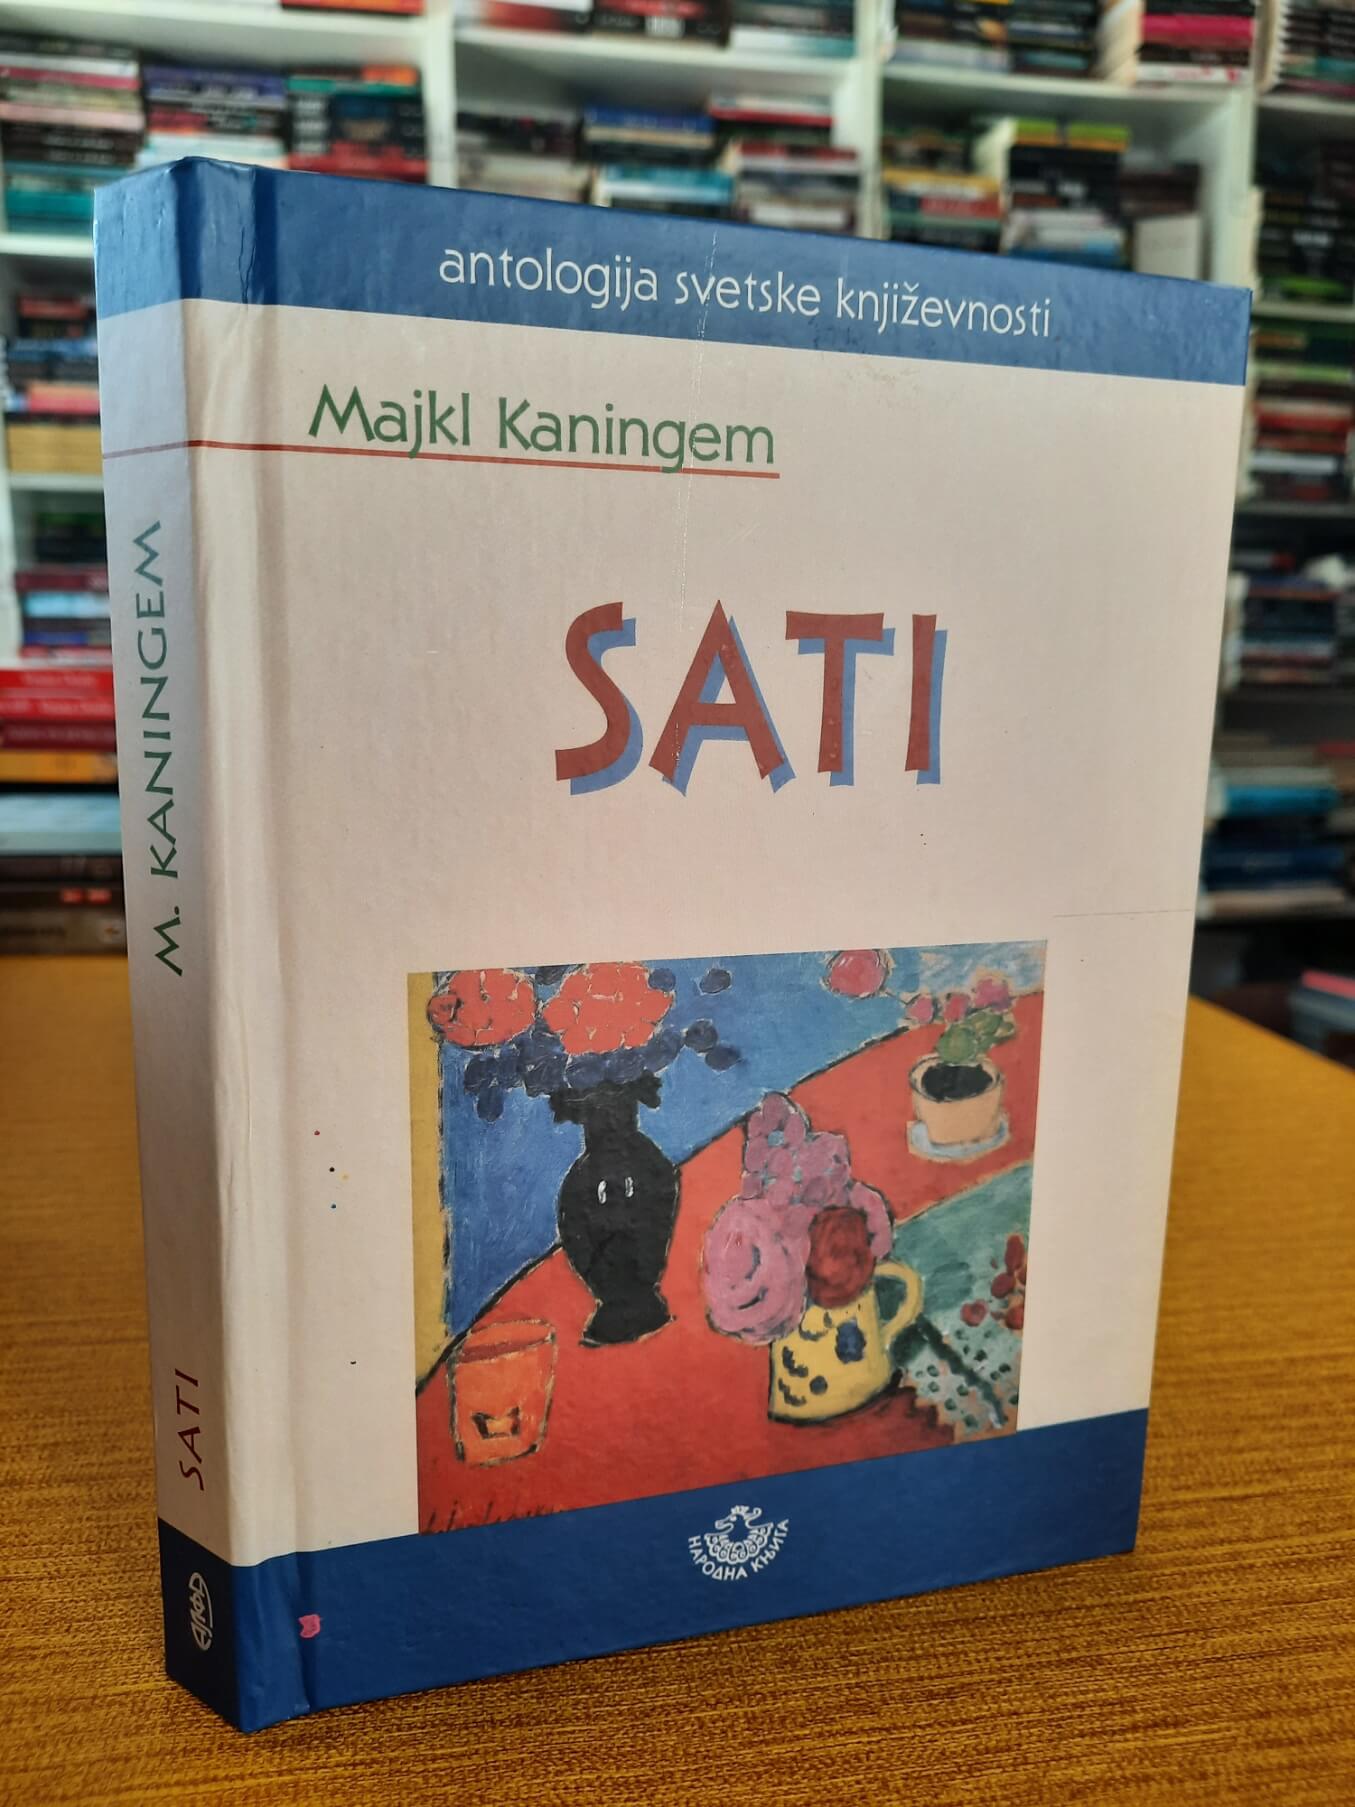 antologija svetske književnosti
Majkl Kaningem
SATI
НАРОДНА КЊИГА
M. KANINGEM
SATI